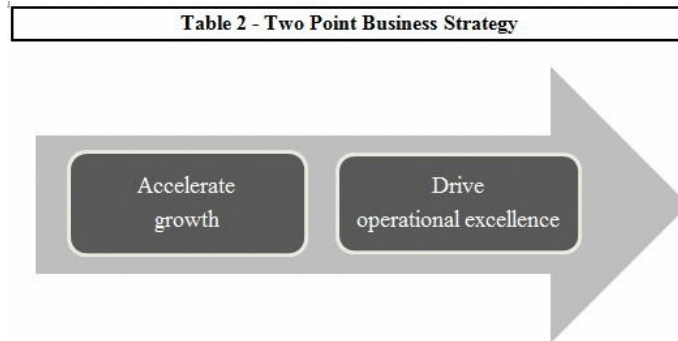 Table 2 - Two Point Business Strategy
Accelerate
growth
Drive
operational excellence